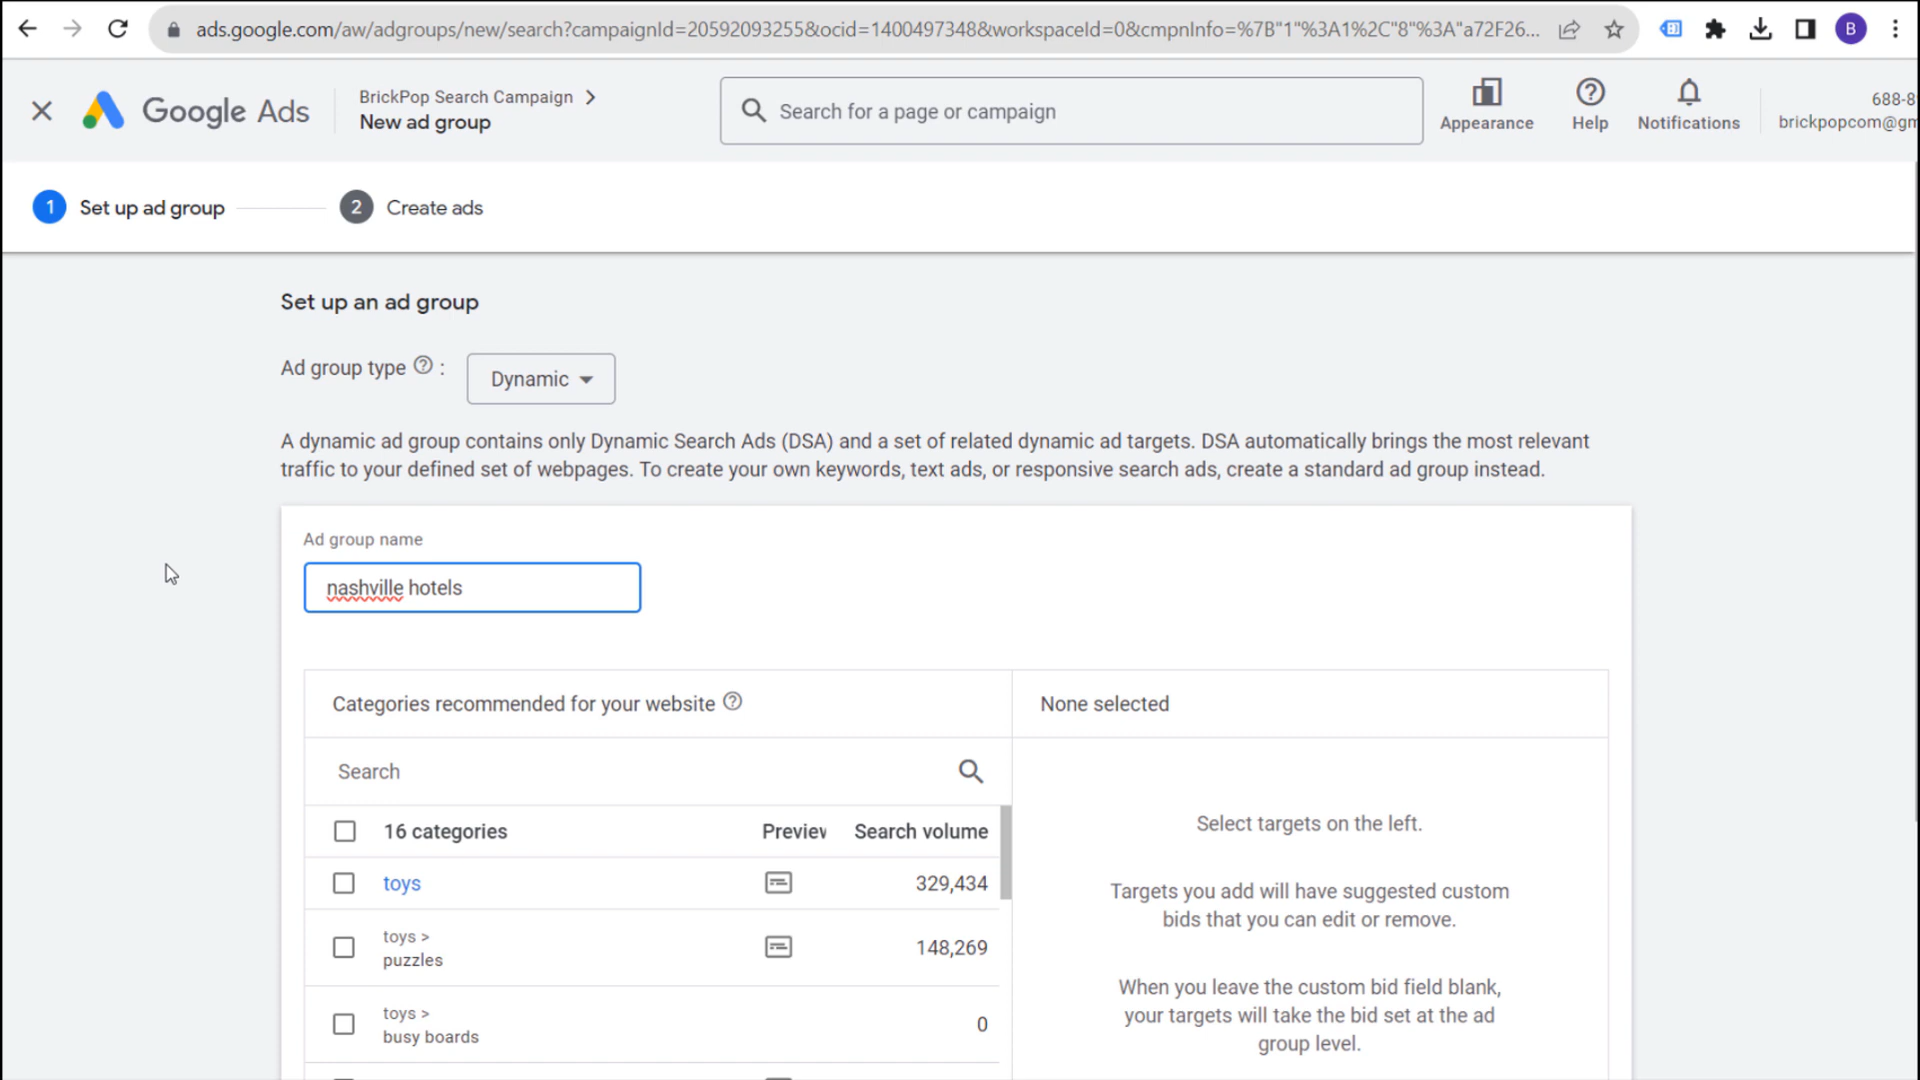 ads.google.com/aw/adgroups/new/search?campaignId=20592093255&ocid=1400497348&workspaceId=0&cmpnInfo=%7B"1"%3A1%2C"8"%3A"a72F26...
B
Google Ads
BrickPop Search Campaign
New ad group
Search for a page or campaign
Appearance
Help
Notifications
688-8
brickpopcom@gm
1 Set up ad group
2 Create ads
Set up an ad group
Ad group type ? :
Dynamic
A dynamic ad group contains only Dynamic Search Ads (DSA) and a set of related dynamic ad targets. DSA automatically brings the most relevant
traffic to your defined set of webpages. To create your own keywords, text ads, or responsive search ads, create a standard ad group instead.
Ad group name
nashville hotels
Categories recommended for your website ?
None selected
Search
16 categories Preview Search volume
toys 329,434
toys >
puzzles
148,269
toys >
busy boards
0
Select targets on the left.
Targets you add will have suggested custom
bids that you can edit or remove.
When you leave the custom bid field blank,
your targets will take the bid set at the ad
group level.